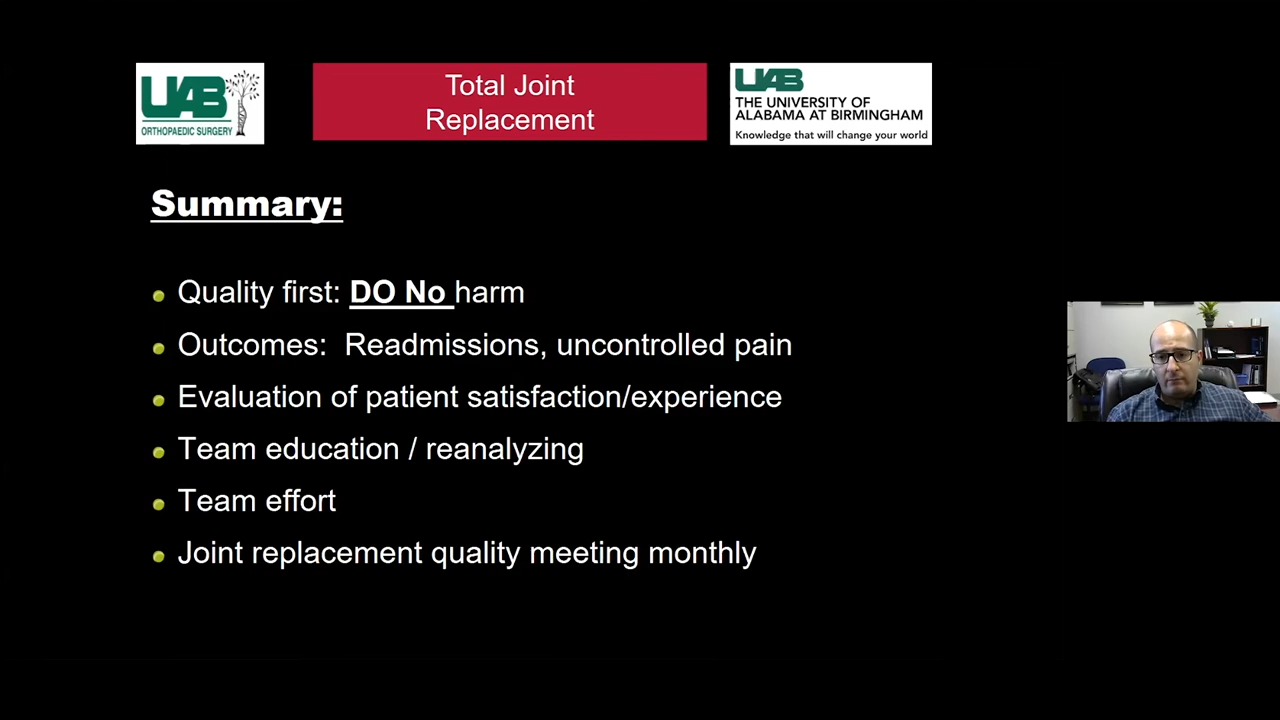 UAB
ORTHOPAEDIC SURGERY
Total Joint
Replacement
UAB
THE UNIVERSITY OF
ALABAMA AT BIRMINGHAM
Knowledge that will change your world
Summary:
Quality first: DO No harm
Outcomes:  Readmissions, uncontrolled pain
Evaluation of patient satisfaction/experience
Team education / reanalyzing
Team effort
Joint replacement quality meeting monthly